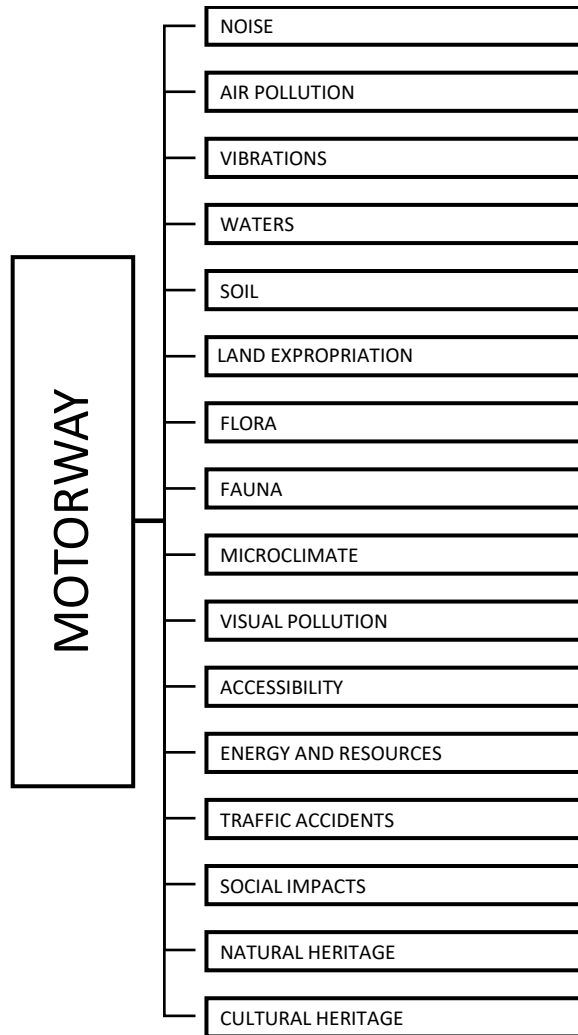 MOTORWAY
NOISE
AIR POLLUTION
VIBRATIONS
WATERS
SOIL
LAND EXPROPRIATION
FLORA
FAUNA
MICROCLIMATE
VISUAL POLLUTION
ACCESSIBILITY
ENERGY AND RESOURCES
TRAFFIC ACCIDENTS
SOCIAL IMPACTS
NATURAL HERITAGE
CULTURAL HERITAGE